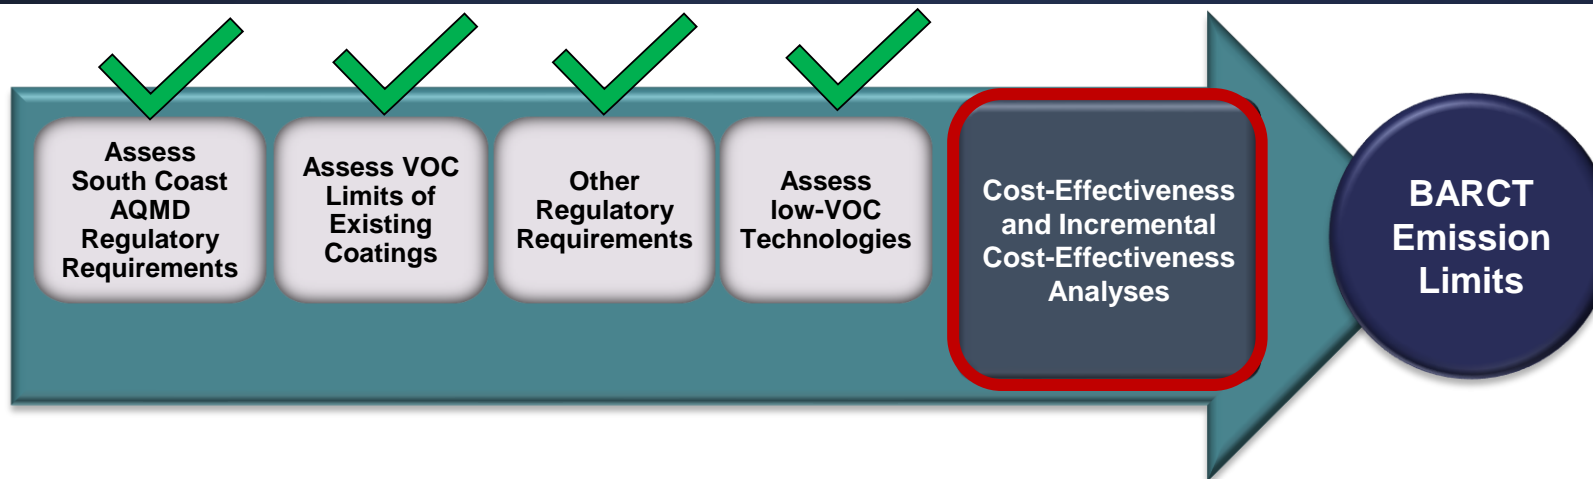 Assess
South Coast
AQMD
Regulatory
Requirements
Assess VOC
Limits of
Existing
Coatings
Other
Regulatory
Requirements
Assess
low-VOC
Technologies
Cost-Effectiveness
and Incremental
Cost-Effectiveness
Analyses
BARCT
Emission
Limits